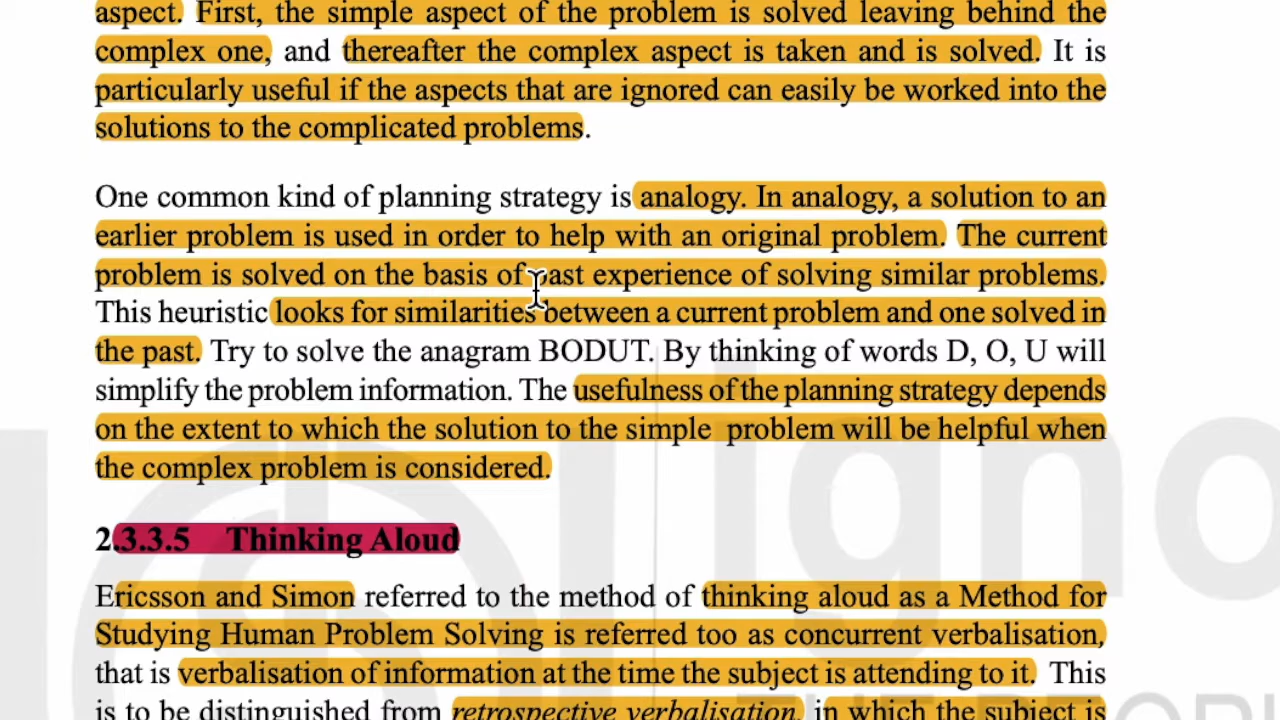 aspect. First, the simple aspect of the problem is solved leaving behind the
complex one, and thereafter the complex aspect is taken and is solved. It is
particularly useful if the aspects that are ignored can easily be worked into the
solutions to the complicated problems.
One common kind of planning strategy is analogy. In analogy, a solution to an
earlier problem is used in order to help with an original problem. The current
problem is solved on the basis of past experience of solving similar problems.
This heuristic looks for similarities between a current problem and one solved in
the past. Try to solve the anagram BODUT. By thinking of words D, O, U will
simplify the problem information. The usefulness of the planning strategy depends
on the extent to which the solution to the simple problem will be helpful when
the complex problem is considered.
2.3.3.5 Thinking Aloud
Ericsson and Simon referred to the method of thinking aloud as a Method for
Studying Human Problem Solving is referred too as concurrent verbalisation,
that is verbalisation of information at the time the subject is attending to it. This
is to be distinguished from retrospective verbalisation, in which the subject is